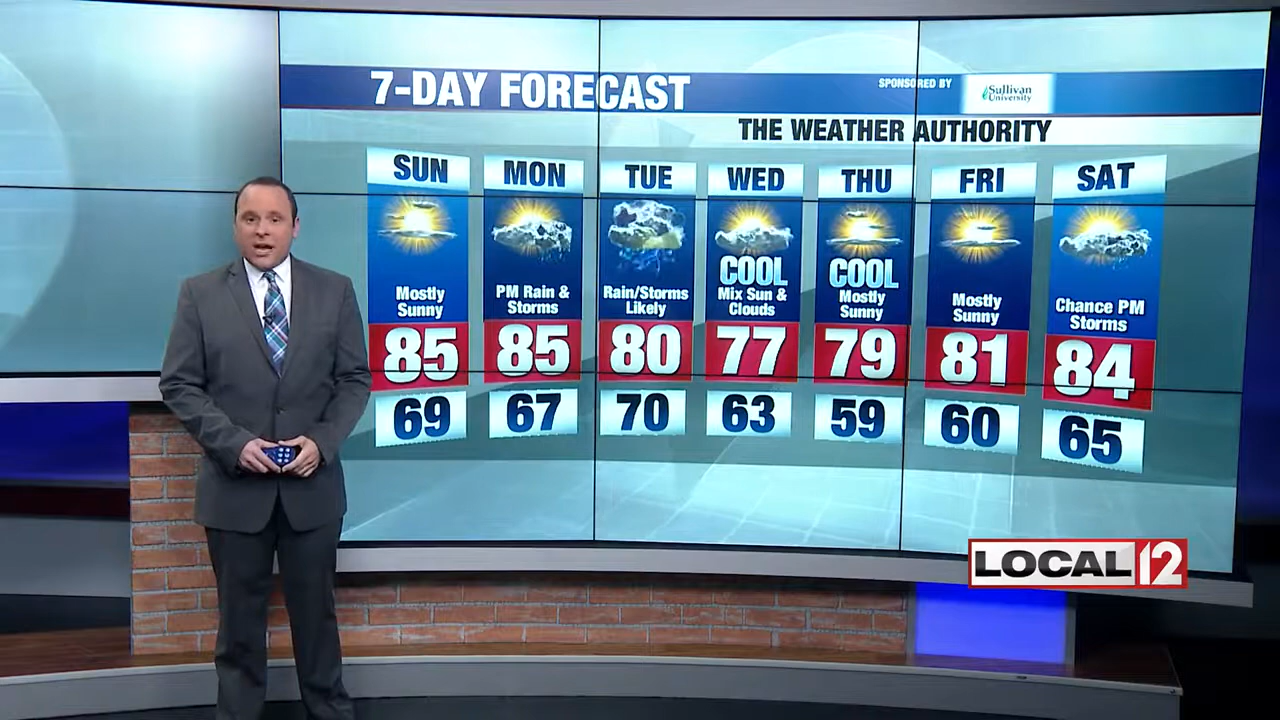 7-DAY FORECAST
SPONSORED BY
Sullivan
University
THE WEATHER AUTHORITY
SUN
MON
TUE
WED
THU
FRI
SAT
COOL
COOL
Mostly
Sunny
PM Rain &
Storms
Rain/Storms
Likely
Mix Sun &
Clouds
Mostly
Sunny
Mostly
Sunny
Chance PM
Storms
85
85
80
77
79
81
84
69
67
70
63
59
60
65
LOCAL 12